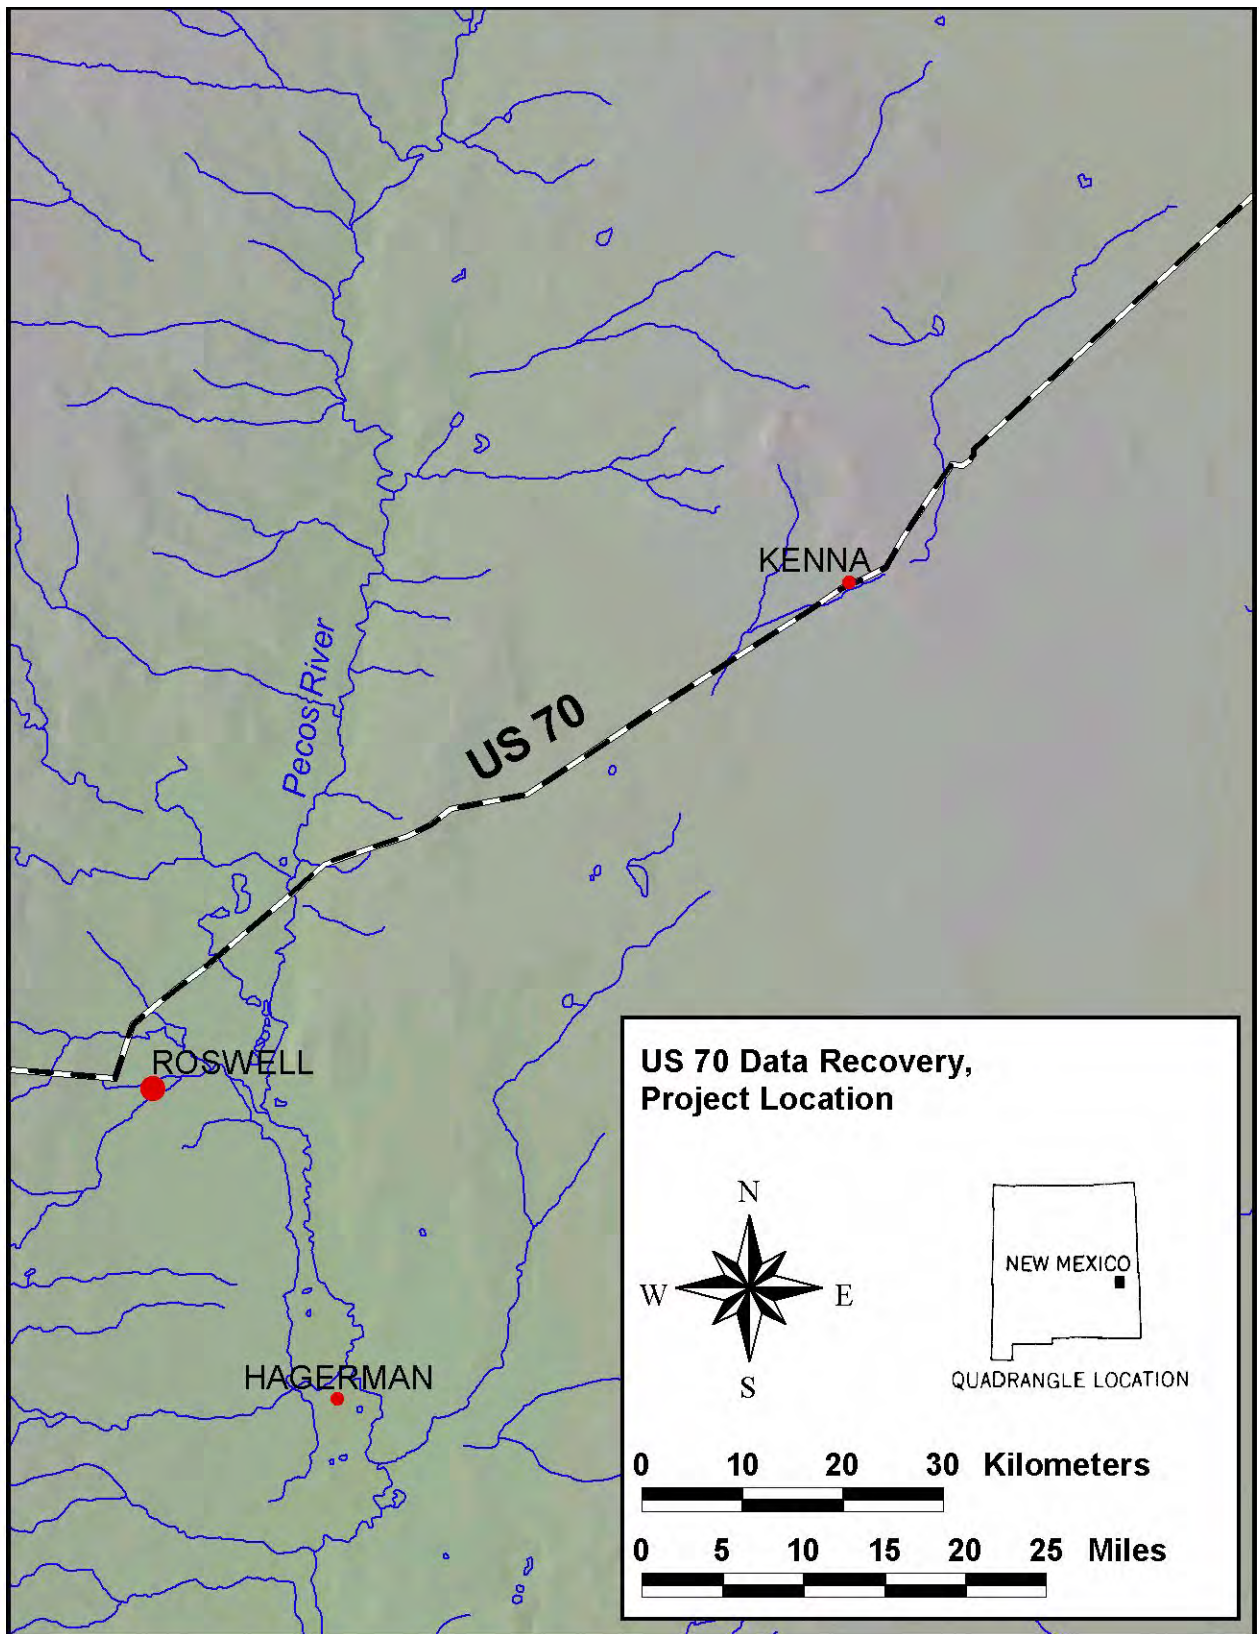 KENNA
Pecos River
US 70
ROSWELL
HAGERMAN
US 70 Data Recovery,
Project Location
N
W E
S
NEW MEXICO
QUADRANGLE LOCATION
0 10 20 30 Kilometers
0 5 10 15 20 25 Miles